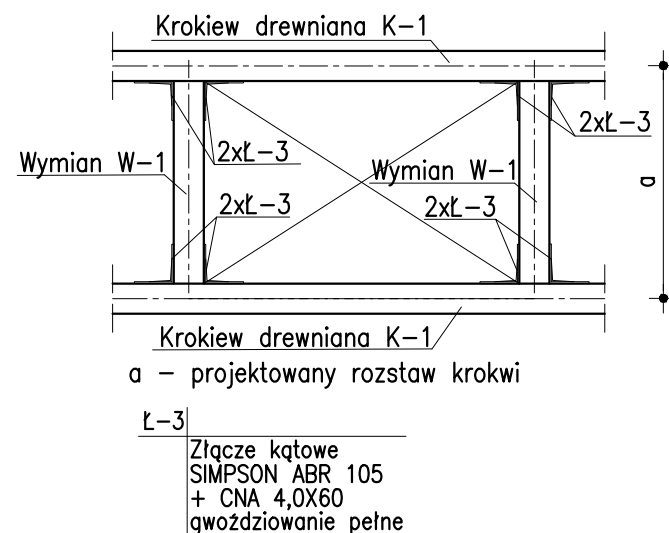 Krokiew drewniana K-1
2xŁ-3
2xŁ-3
Wymian W-1
Wymian W-1
a
2xŁ-3
2xŁ-3
Krokiew drewniana K-1
a - projektowany rozstaw krokwi
Ł-3
Złącze kątowe
SIMPSON ABR 105
+ CNA 4,0X60
gwoździowanie pełne